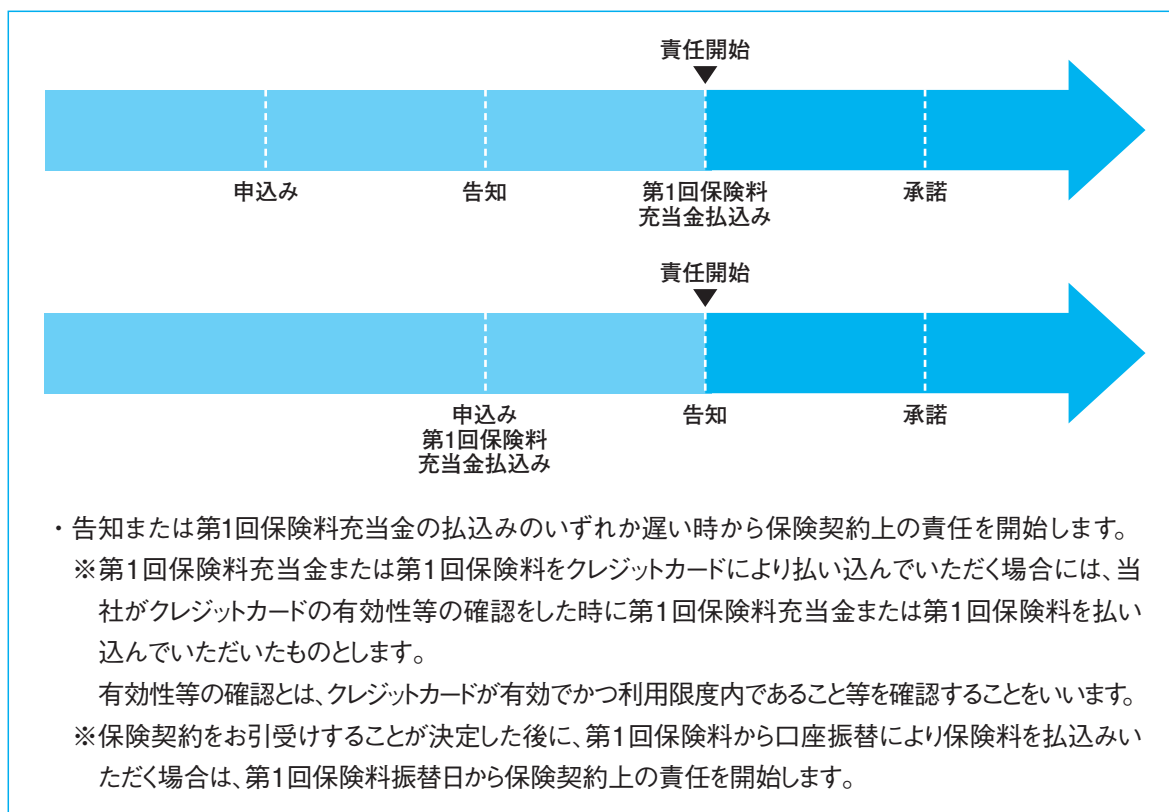 責任開始
申込み
告知
第1回保険料
充当金払込み
承諾
責任開始
申込み
第1回保険料
充当金払込み
告知
承諾
・告知または第1回保険料充当金の払込みのいずれか遅い時から保険契約上の責任を開始します。
※第1回保険料充当金または第1回保険料をクレジットカードにより払い込んでいただく場合には、当
社がクレジットカードの有効性等の確認をした時に第1回保険料充当金または第1回保険料を払い
込んでいただいたものとします。
有効性等の確認とは、クレジットカードが有効でかつ利用限度内であること等を確認することをいいます。
※保険契約をお引受けすることが決定した後に、第1回保険料から口座振替により保険料を払込みい
ただく場合は、第1回保険料振替日から保険契約上の責任を開始します。